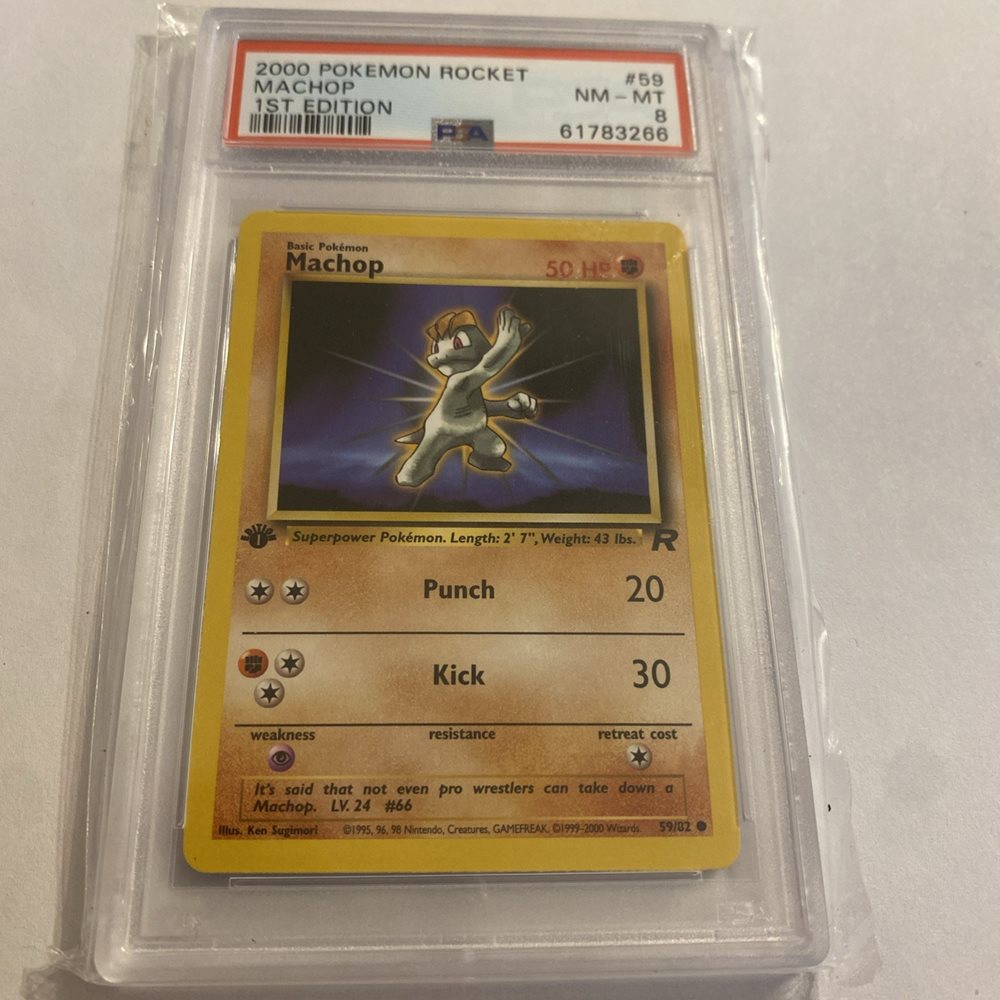 2000 POKEMON ROCKET #59
MACHOP NM - MT
1ST EDITION 8
PSA 61783266
Basic Pokémon
Machop 50 HP
EDITION 1
Superpower Pokémon. Length: 2' 7", Weight: 43 lbs. R
Punch 20
Kick 30
weakness resistance retreat cost
It's said that not even pro wrestlers can take down a
Machop. LV. 24 #66
Illus. Ken Sugimori ©1995, 96, 98 Nintendo, Creatures, GAMEFREAK. ©1999-2000 Wizards. 59/82